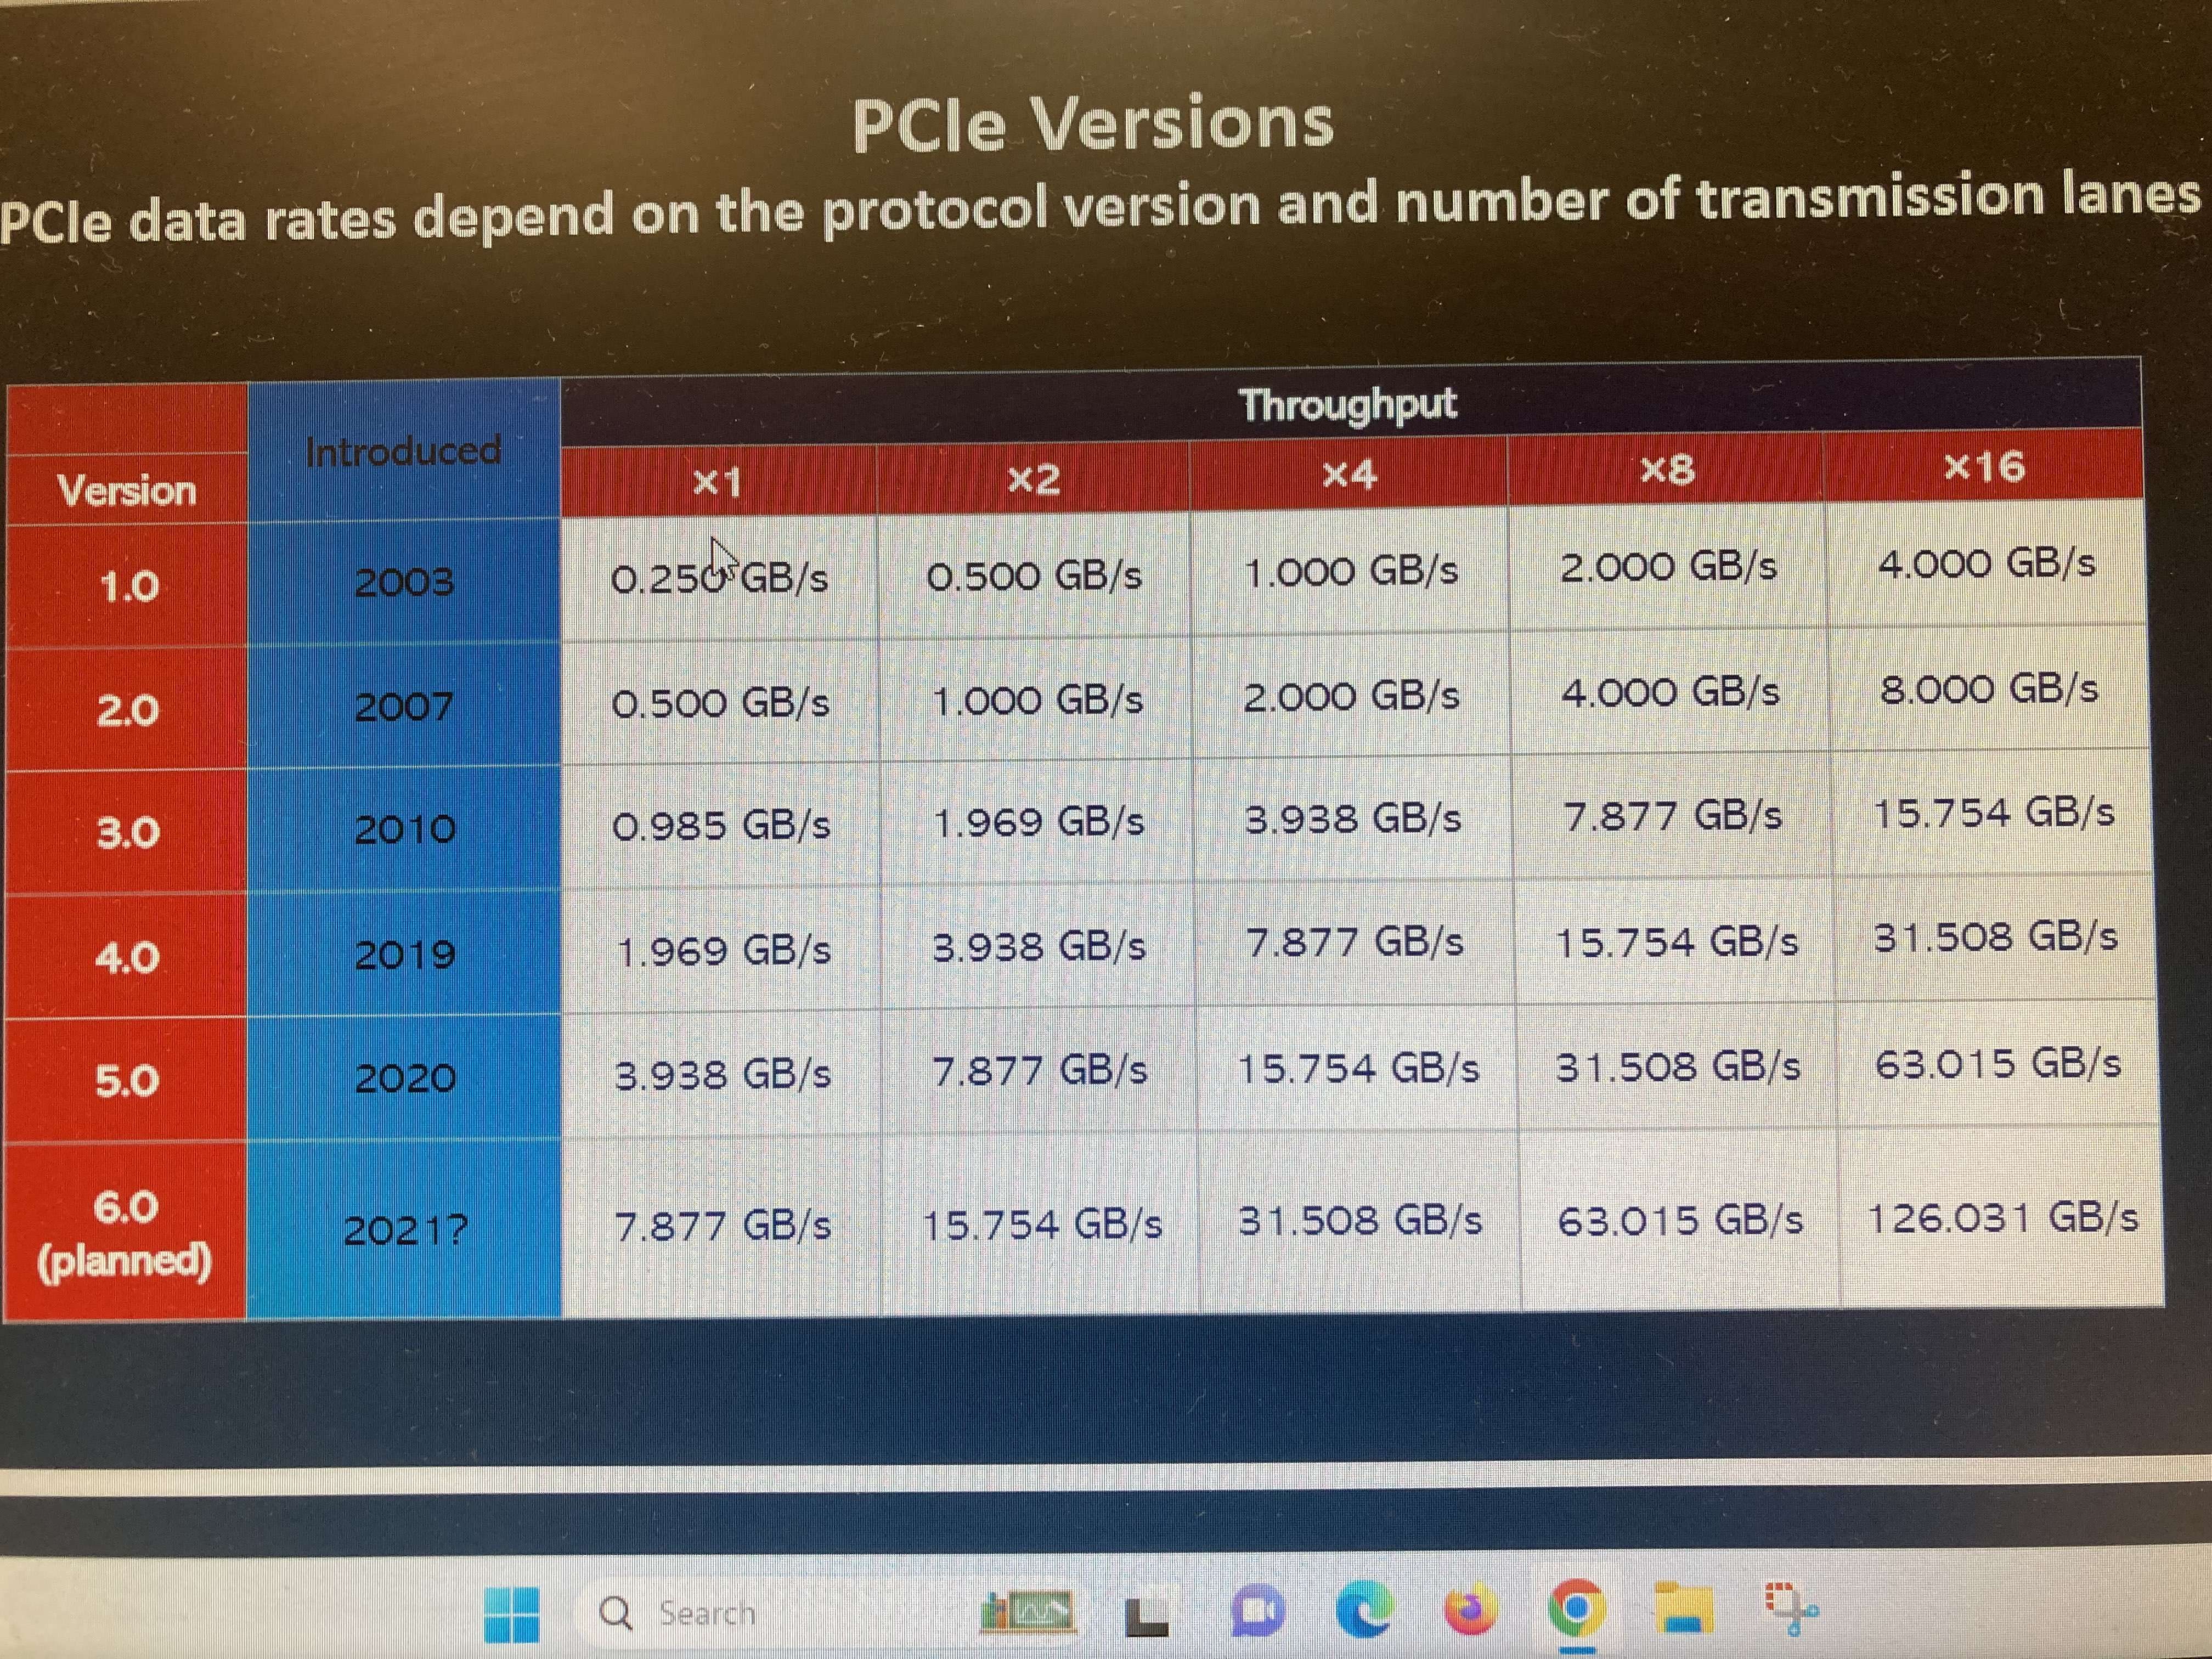 PCIe Versions
PCIe data rates depend on the protocol version and number of transmission lanes
Version Introduced Throughput
x1 x2 x4 x8 x16
1.0 2003 0.250 GB/s 0.500 GB/s 1.000 GB/s 2.000 GB/s 4.000 GB/s
2.0 2007 0.500 GB/s 1.000 GB/s 2.000 GB/s 4.000 GB/s 8.000 GB/s
3.0 2010 0.985 GB/s 1.969 GB/s 3.938 GB/s 7.877 GB/s 15.754 GB/s
4.0 2019 1.969 GB/s 3.938 GB/s 7.877 GB/s 15.754 GB/s 31.508 GB/s
5.0 2020 3.938 GB/s 7.877 GB/s 15.754 GB/s 31.508 GB/s 63.015 GB/s
6.0
(planned) 2021? 7.877 GB/s 15.754 GB/s 31.508 GB/s 63.015 GB/s 126.031 GB/s
Search